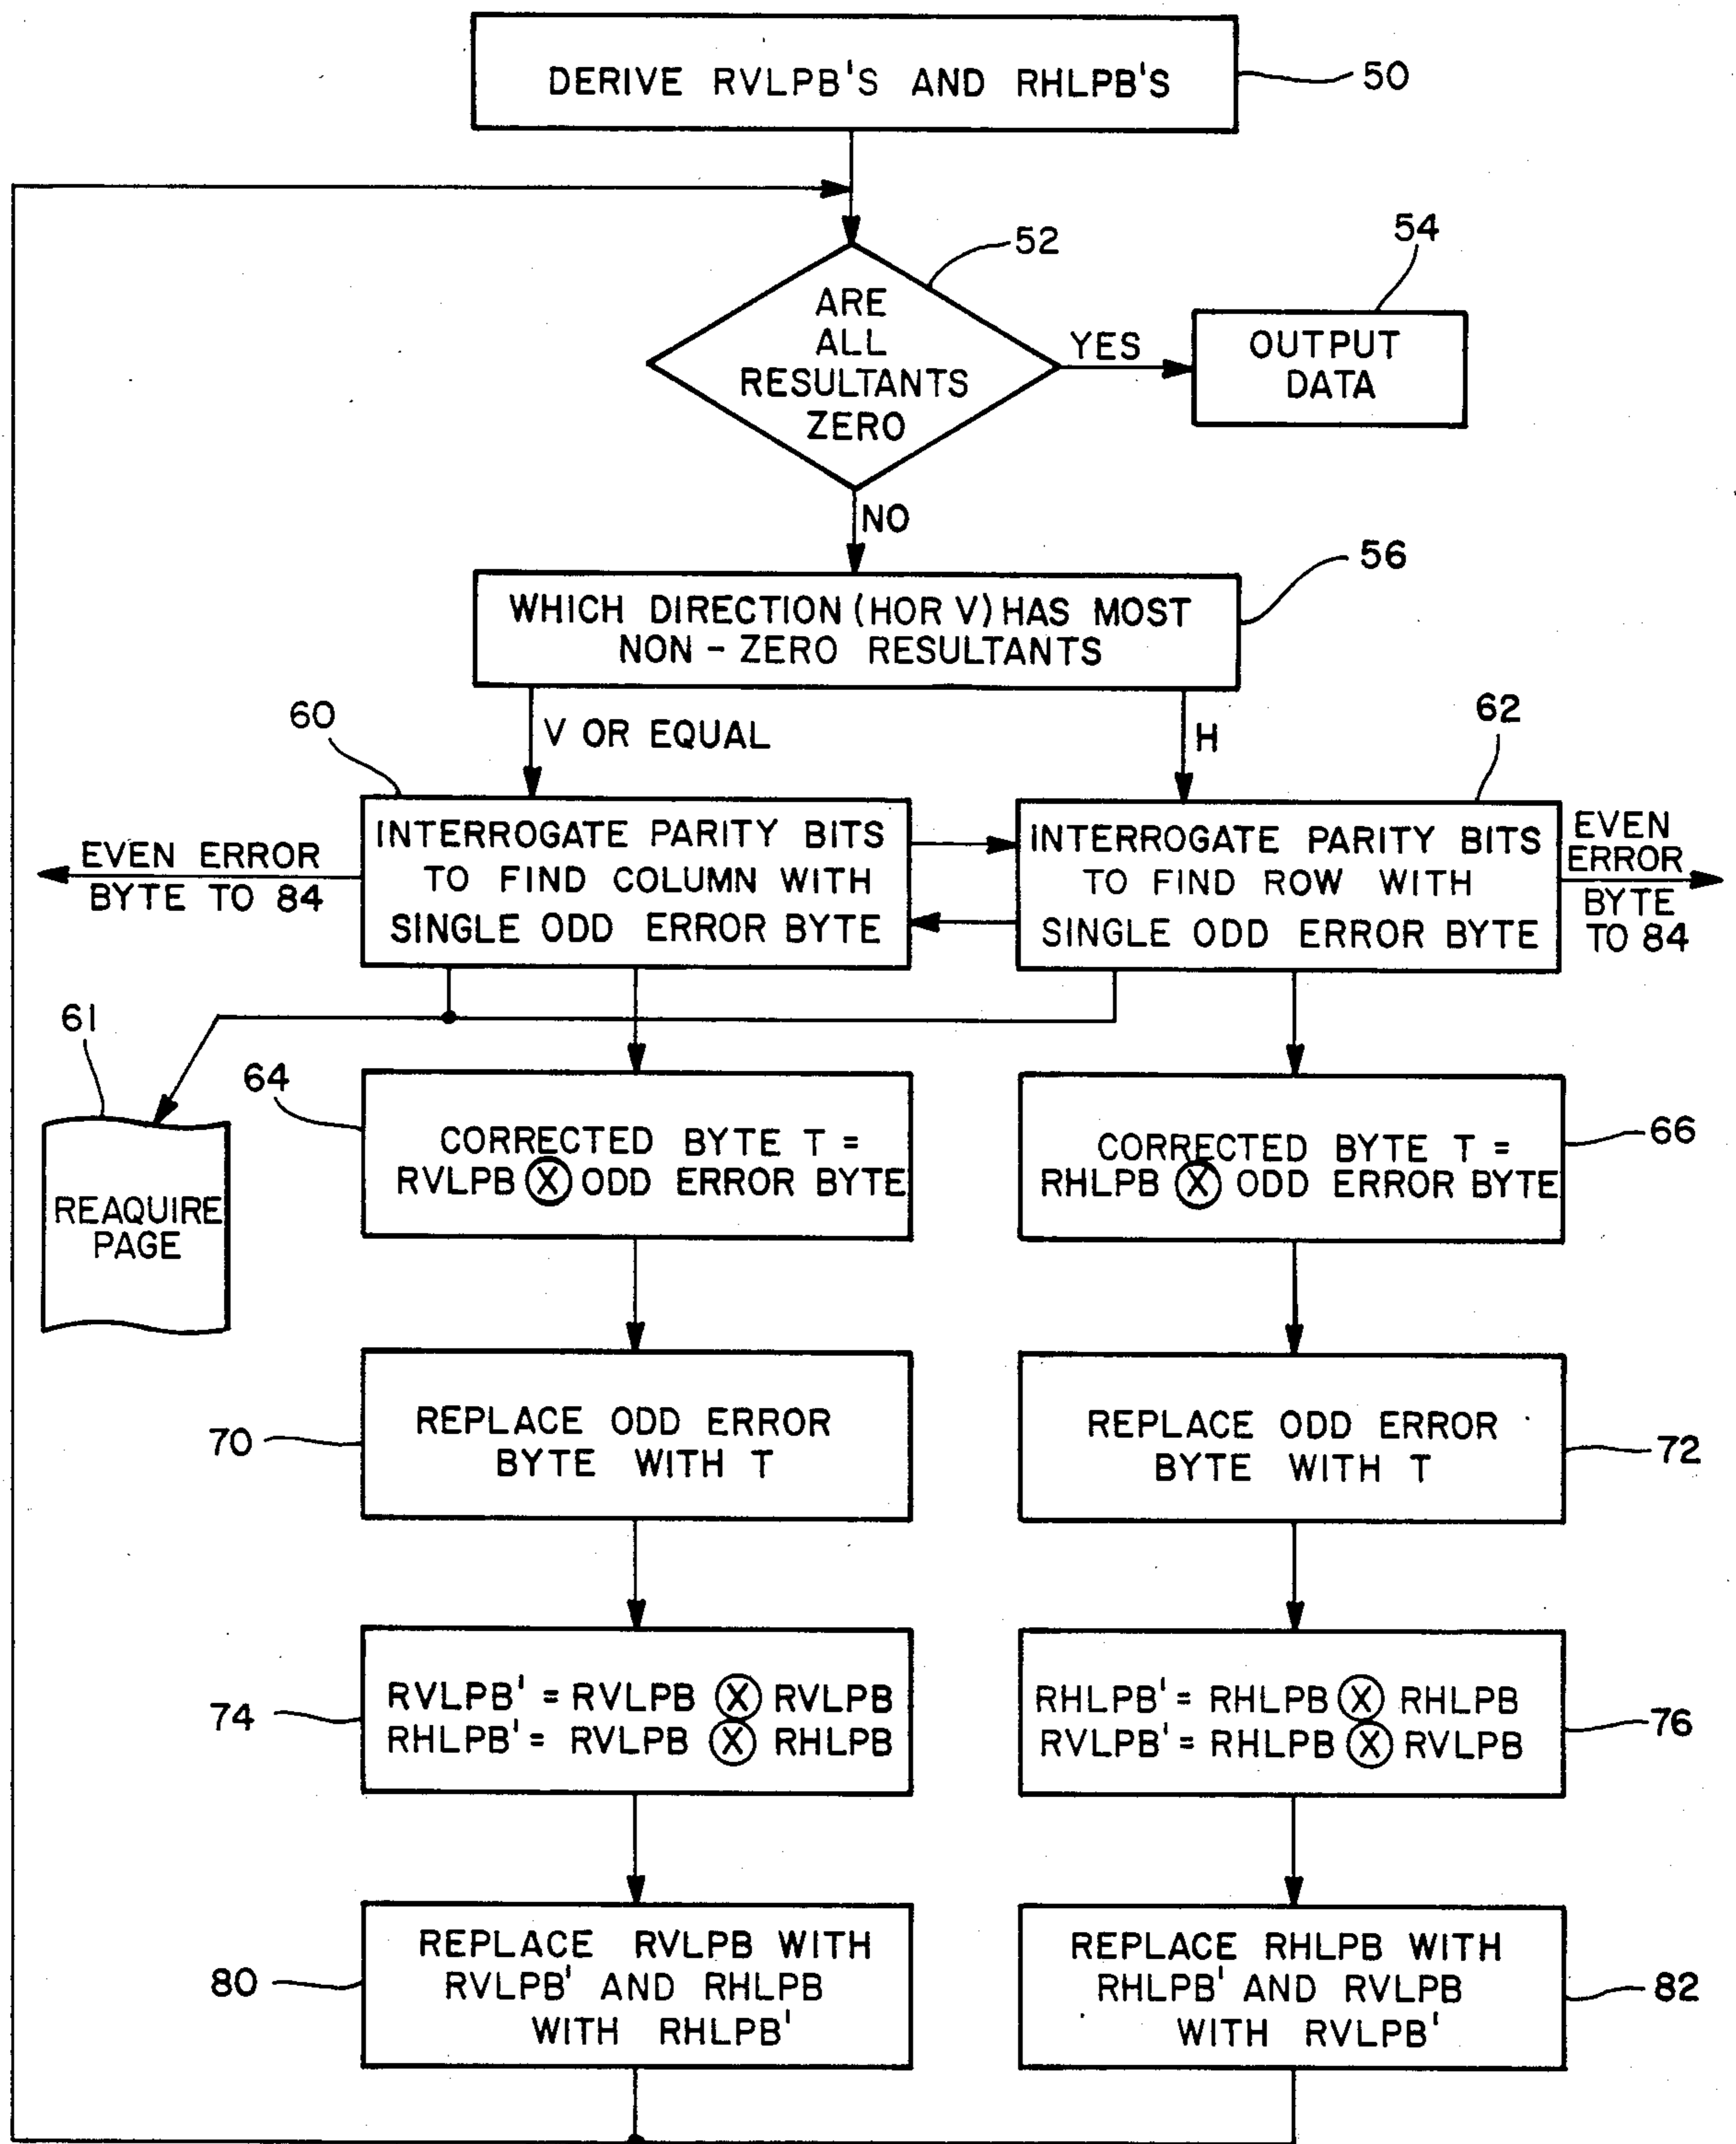 DERIVE RVLPB'S AND RHLPB'S
50
52
ARE
ALL
RESULTANTS
ZERO
YES
54
OUTPUT
DATA
NO
56
WHICH DIRECTION (HOR V) HAS MOST
NON - ZERO RESULTANTS
60
V OR EQUAL
H
62
EVEN ERROR
BYTE TO 84
INTERROGATE PARITY BITS
TO FIND COLUMN WITH
SINGLE ODD ERROR BYTE
INTERROGATE PARITY BITS
TO FIND ROW WITH
SINGLE ODD ERROR BYTE
EVEN
ERROR
BYTE
TO 84
61
REAQUIRE
PAGE
64
CORRECTED BYTE T =
RVLPB Ⓧ ODD ERROR BYTE
CORRECTED BYTE T =
RHLPB Ⓧ ODD ERROR BYTE
66
70
REPLACE ODD ERROR
BYTE WITH T
REPLACE ODD ERROR
BYTE WITH T
72
74
RVLPB' = RVLPB Ⓧ RVLPB
RHLPB' = RVLPB Ⓧ RHLPB
RHLPB' = RHLPB Ⓧ RHLPB
RVLPB' = RHLPB Ⓧ RVLPB
76
80
REPLACE RVLPB WITH
RVLPB' AND RHLPB
WITH RHLPB'
REPLACE RHLPB WITH
RHLPB' AND RVLPB
WITH RVLPB'
82